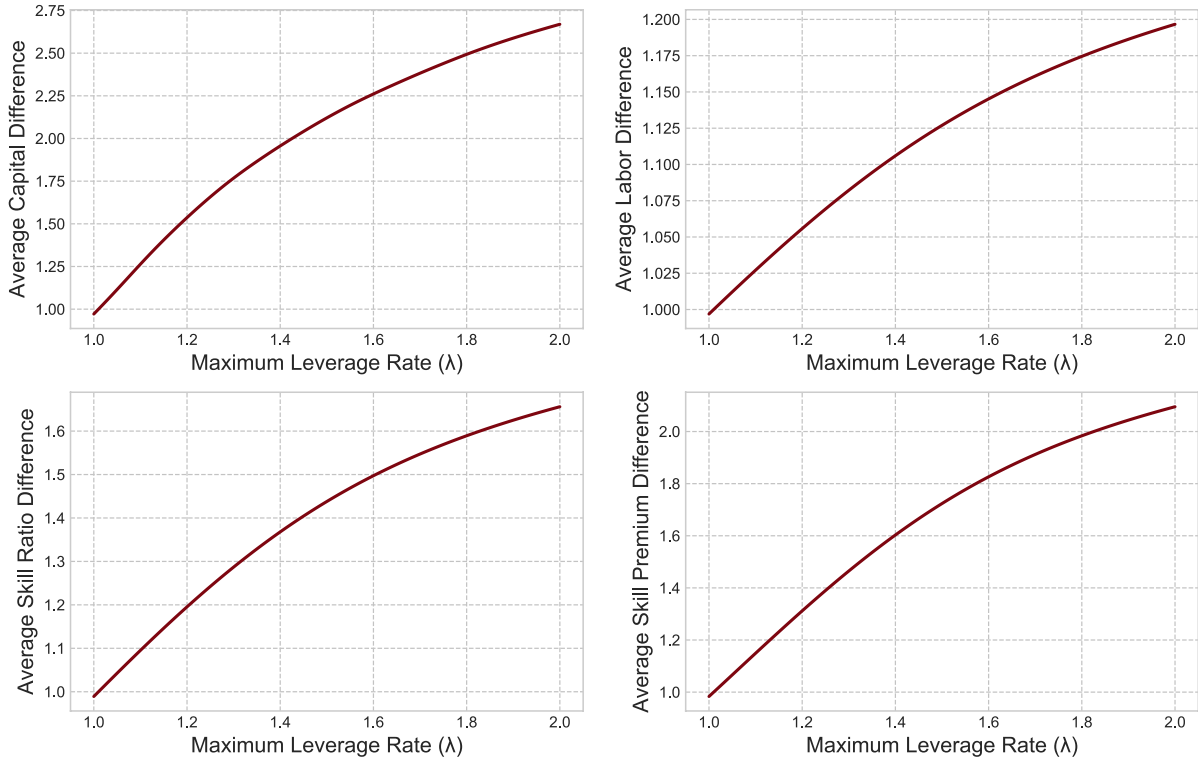 Average Capital Difference
2.75
2.50
2.25
2.00
1.75
1.50
1.25
1.00
1.0 1.2 1.4 1.6 1.8 2.0
Maximum Leverage Rate (λ)
Average Labor Difference
1.200
1.175
1.150
1.125
1.100
1.075
1.050
1.025
1.000
1.0 1.2 1.4 1.6 1.8 2.0
Maximum Leverage Rate (λ)
Average Skill Ratio Difference
1.6
1.5
1.4
1.3
1.2
1.1
1.0
1.0 1.2 1.4 1.6 1.8 2.0
Maximum Leverage Rate (λ)
Average Skill Premium Difference
2.0
1.8
1.6
1.4
1.2
1.0
1.0 1.2 1.4 1.6 1.8 2.0
Maximum Leverage Rate (λ)